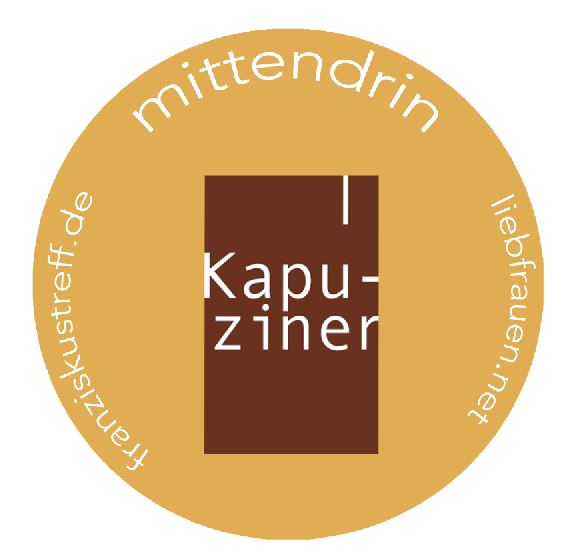 mittendrin
franziskustreff.de
Kapu-
ziner
liebfrauen.net